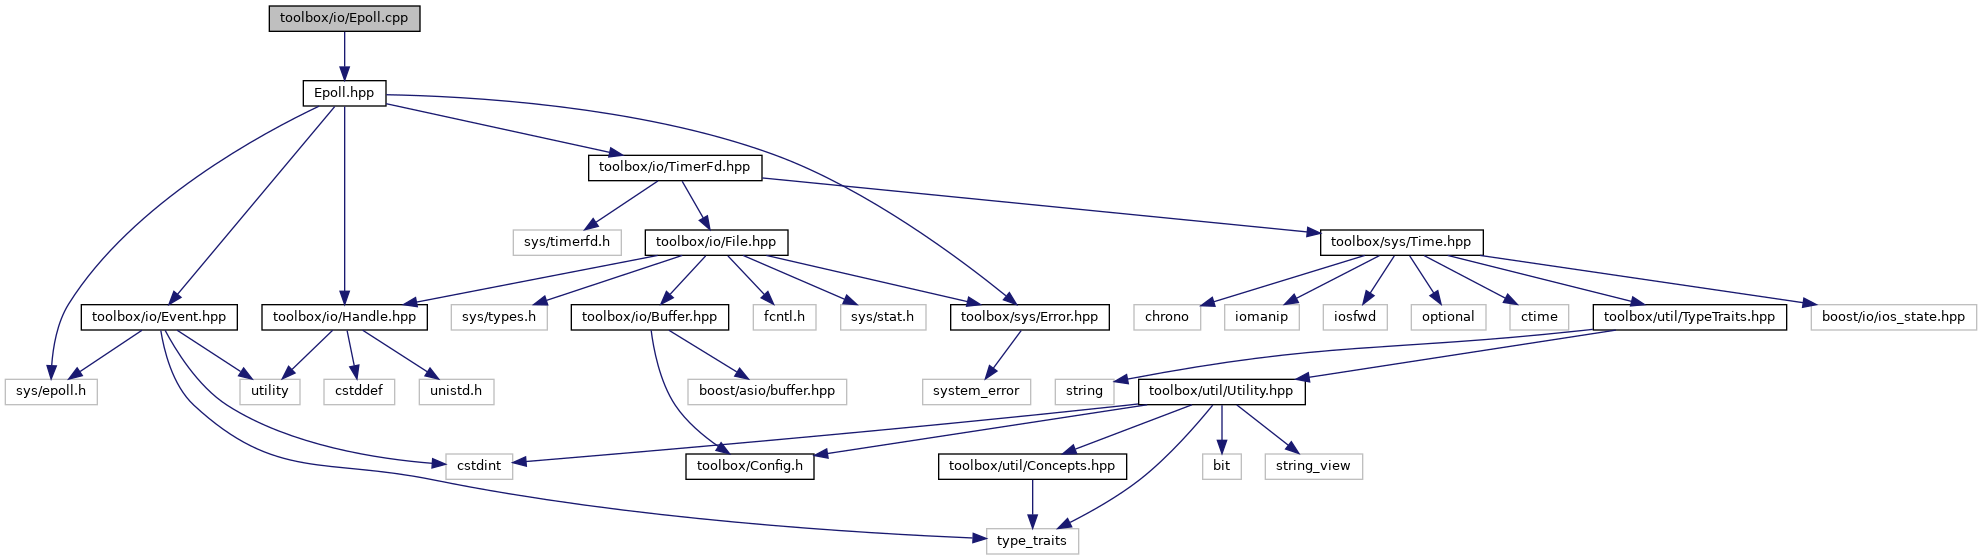 toolbox/io/Epoll.cpp
Epoll.hpp
toolbox/io/TimerFd.hpp
sys/timerfd.h
toolbox/io/File.hpp
toolbox/sys/Time.hpp
toolbox/io/Event.hpp
toolbox/io/Handle.hpp
sys/types.h
toolbox/io/Buffer.hpp
fcntl.h
sys/stat.h
toolbox/sys/Error.hpp
chrono
iomanip
iosfwd
optional
ctime
toolbox/util/TypeTraits.hpp
boost/io/ios_state.hpp
sys/epoll.h
utility
cstddef
unistd.h
boost/asio/buffer.hpp
system_error
string
toolbox/util/Utility.hpp
cstdint
toolbox/Config.h
toolbox/util/Concepts.hpp
bit
string_view
type_traits